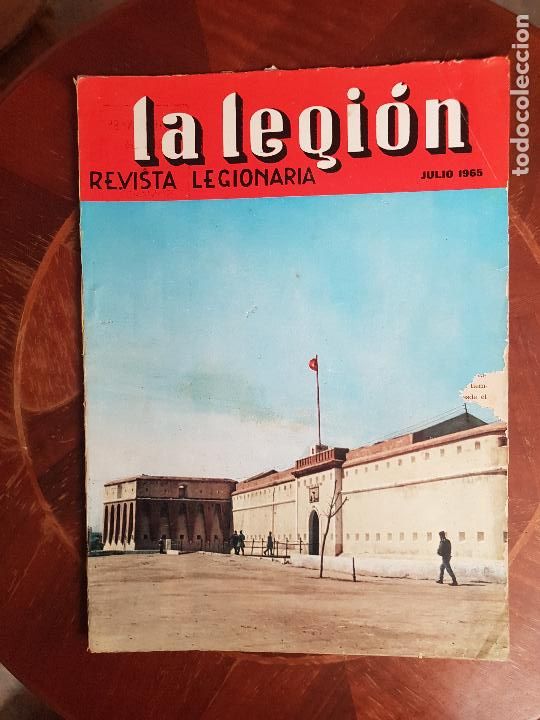 la legión
REVISTA LEGIONARIA
JULIO 1965
todocoleccion